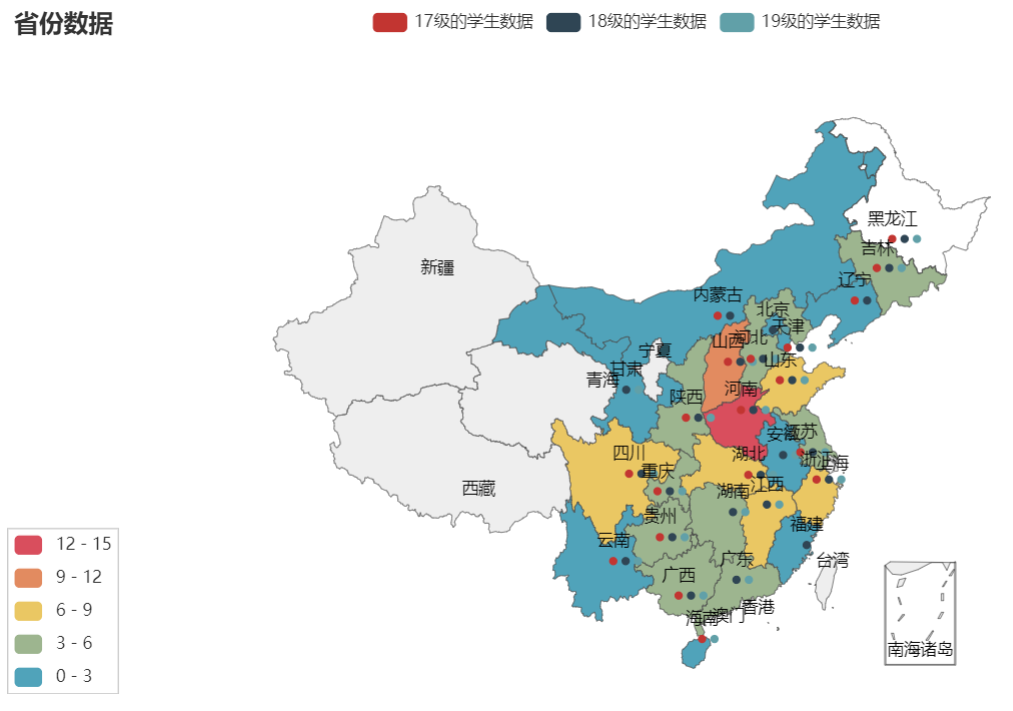 省份数据
17级的学生数据
18级的学生数据
19级的学生数据
黑龙江
吉林
新疆
辽宁
内蒙古
北京
天津
山西
河北
宁夏
山东
甘肃
青海
河南
陕西
江苏
安徽
四川
湖北
浙江
上海
重庆
西藏
湖南
江西
贵州
福建
云南
广东
台湾
广西
香港
澳门
海南
南海诸岛
12 - 15
9 - 12
6 - 9
3 - 6
0 - 3